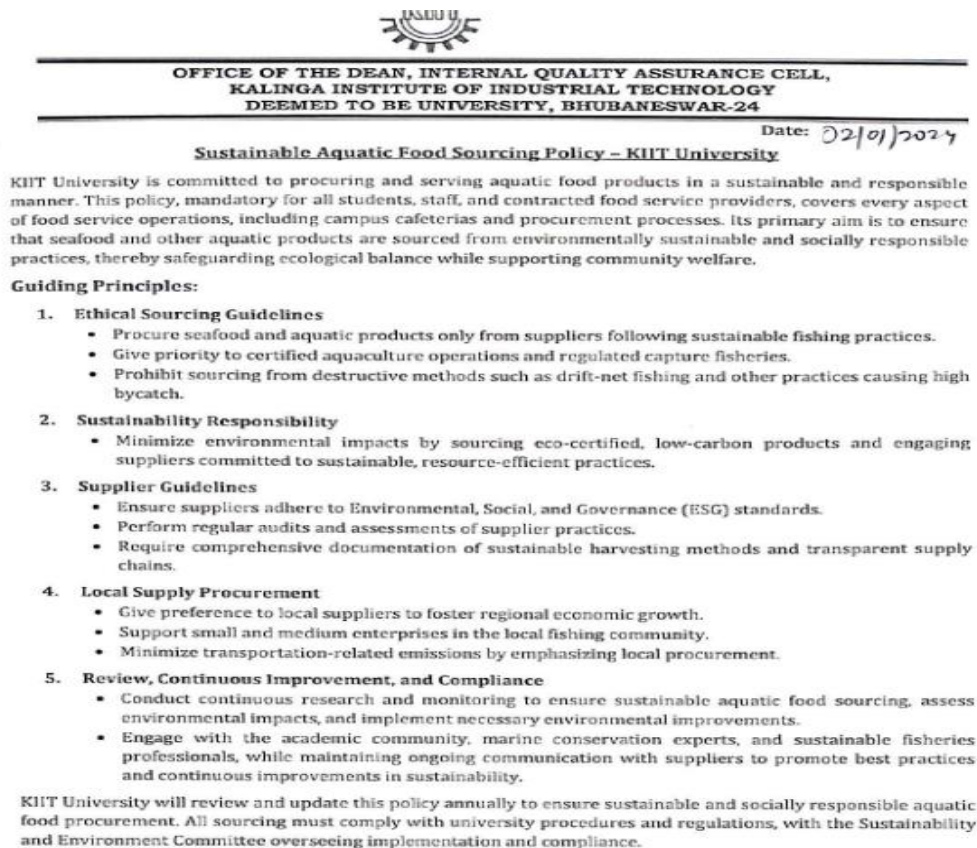 KIIT
OFFICE OF THE DEAN, INTERNAL QUALITY ASSURANCE CELL,
KALINGA INSTITUTE OF INDUSTRIAL TECHNOLOGY
DEEMED TO BE UNIVERSITY, BHUBANESWAR-24
Date: 02/01/2024
Sustainable Aquatic Food Sourcing Policy – KIIT University
KIIT University is committed to procuring and serving aquatic food products in a sustainable and responsible
manner. This policy, mandatory for all students, staff, and contracted food service providers, covers every aspect
of food service operations, including campus cafeterias and procurement processes. Its primary aim is to ensure
that seafood and other aquatic products are sourced from environmentally sustainable and socially responsible
practices, thereby safeguarding ecological balance while supporting community welfare.
Guiding Principles:
1. Ethical Sourcing Guidelines
• Procure seafood and aquatic products only from suppliers following sustainable fishing practices.
• Give priority to certified aquaculture operations and regulated capture fisheries.
• Prohibit sourcing from destructive methods such as drift-net fishing and other practices causing high
bycatch.
2. Sustainability Responsibility
• Minimize environmental impacts by sourcing eco-certified, low-carbon products and engaging
suppliers committed to sustainable, resource-efficient practices.
3. Supplier Guidelines
• Ensure suppliers adhere to Environmental, Social, and Governance (ESG) standards.
• Perform regular audits and assessments of supplier practices.
• Require comprehensive documentation of sustainable harvesting methods and transparent supply
chains.
4. Local Supply Procurement
• Give preference to local suppliers to foster regional economic growth.
• Support small and medium enterprises in the local fishing community.
• Minimize transportation-related emissions by emphasizing local procurement.
5. Review, Continuous Improvement, and Compliance
• Conduct continuous research and monitoring to ensure sustainable aquatic food sourcing, assess
environmental impacts, and implement necessary environmental improvements.
• Engage with the academic community, marine conservation experts, and sustainable fisheries
professionals, while maintaining ongoing communication with suppliers to promote best practices
and continuous improvements in sustainability.
KIIT University will review and update this policy annually to ensure sustainable and socially responsible aquatic
food procurement. All sourcing must comply with university procedures and regulations, with the Sustainability
and Environment Committee overseeing implementation and compliance.